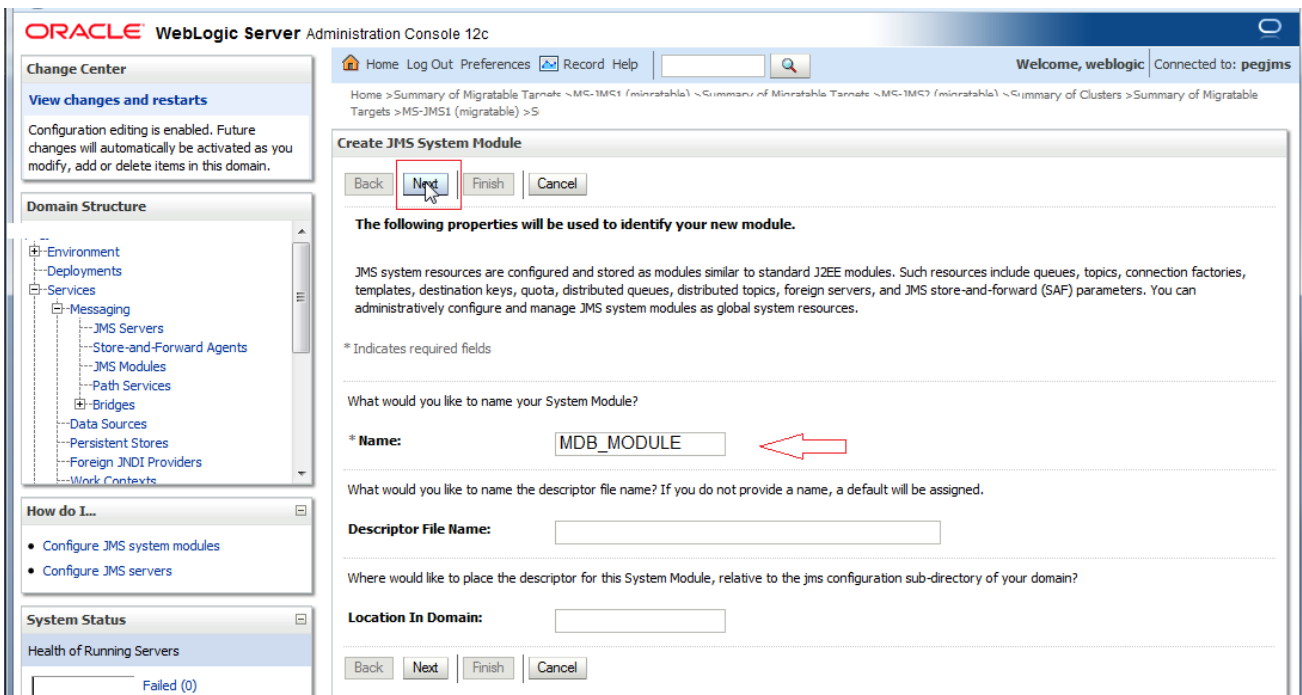 ORACLE WebLogic Server Administration Console 12c
Change Center
View changes and restarts
Configuration editing is enabled. Future
changes will automatically be activated as you
modify, add or delete items in this domain.
Domain Structure
Environment
Deployments
Services
Messaging
JMS Servers
Store-and-Forward Agents
JMS Modules
Path Services
Bridges
Data Sources
Persistent Stores
Foreign JNDI Providers
Work Contexts
How do I...
Configure JMS system modules
Configure JMS servers
System Status
Health of Running Servers
Failed (0)
Home Log Out Preferences Record Help
Welcome, weblogic Connected to: pegjms
Home >Summary of Migratable Targets >MS-JMS1 (migratable) >Summary of Migratable Targets >MS-JMS2 (migratable) >Summary of Clusters >Summary of Migratable
Targets >MS-JMS1 (migratable) >S
Create JMS System Module
Back Next Finish Cancel
The following properties will be used to identify your new module.
JMS system resources are configured and stored as modules similar to standard J2EE modules. Such resources include queues, topics, connection factories,
templates, destination keys, quota, distributed queues, distributed topics, foreign servers, and JMS store-and-forward (SAF) parameters. You can
administratively configure and manage JMS system modules as global system resources.
* Indicates required fields
What would you like to name your System Module?
* Name: MDB_MODULE
What would you like to name the descriptor file name? If you do not provide a name, a default will be assigned.
Descriptor File Name:
Where would like to place the descriptor for this System Module, relative to the jms configuration sub-directory of your domain?
Location In Domain:
Back Next Finish Cancel